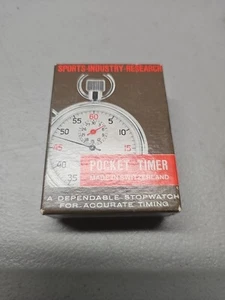 SPORTS-INDUSTRY-RESEARCH
60
55
5
50
10
45
15
40
35
POCKET TIMER
MADE IN SWITZERLAND
A DEPENDABLE STOPWATCH
FOR ACCURATE TIMING